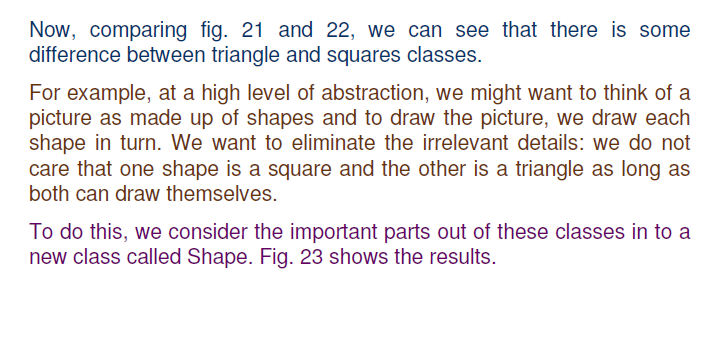 Now, comparing fig. 21 and 22, we can see that there is some
difference between triangle and squares classes.
For example, at a high level of abstraction, we might want to think of a
picture as made up of shapes and to draw the picture, we draw each
shape in turn. We want to eliminate the irrelevant details: we do not
care that one shape is a square and the other is a triangle as long as
both can draw themselves.
To do this, we consider the important parts out of these classes in to a
new class called Shape. Fig. 23 shows the results.